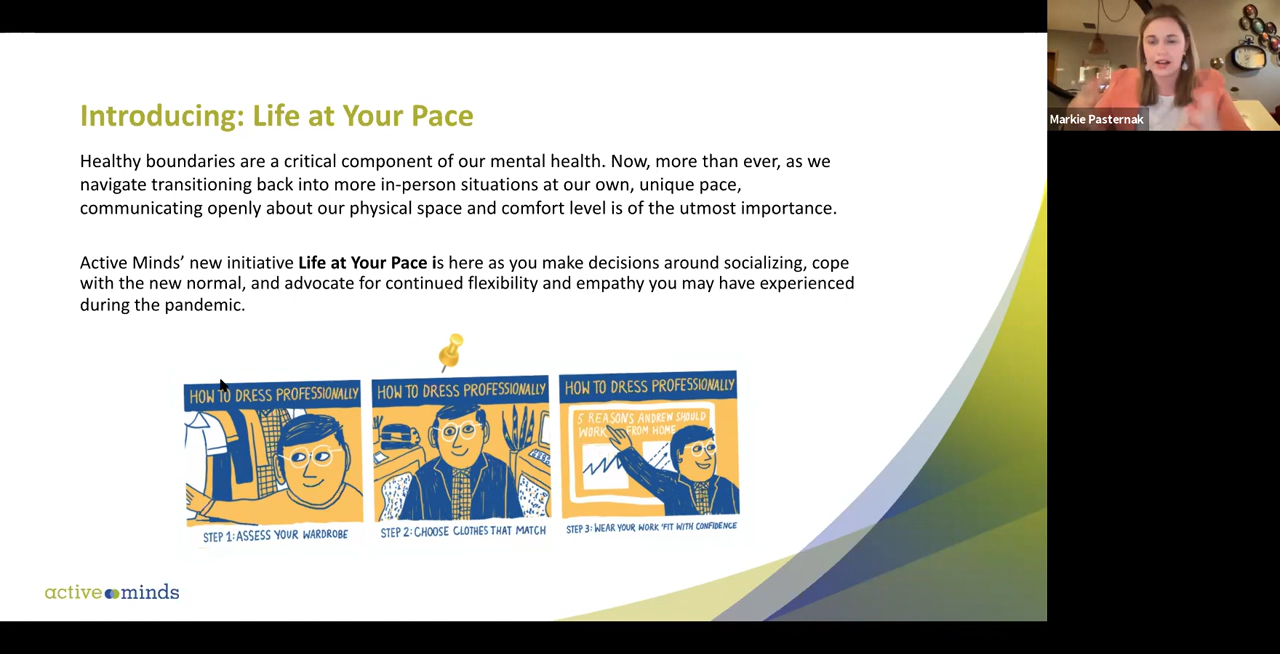 Introducing: Life at Your Pace
Healthy boundaries are a critical component of our mental health. Now, more than ever, as we
navigate transitioning back into more in-person situations at our own, unique pace,
communicating openly about our physical space and comfort level is of the utmost importance.
Active Minds’ new initiative Life at Your Pace is here as you make decisions around socializing, cope
with the new normal, and advocate for continued flexibility and empathy you may have experienced
during the pandemic.
HOW TO DRESS PROFESSIONALLY
STEP 1: ASSESS YOUR WARDROBE
HOW TO DRESS PROFESSIONALLY
STEP 2: CHOOSE CLOTHES THAT MATCH
HOW TO DRESS PROFESSIONALLY
5 REASONS ANDREW SHOULD
WORK FROM HOME
STEP 3: WEAR YOUR WORK 'FIT WITH CONFIDENCE
active minds
Markie Pasternak